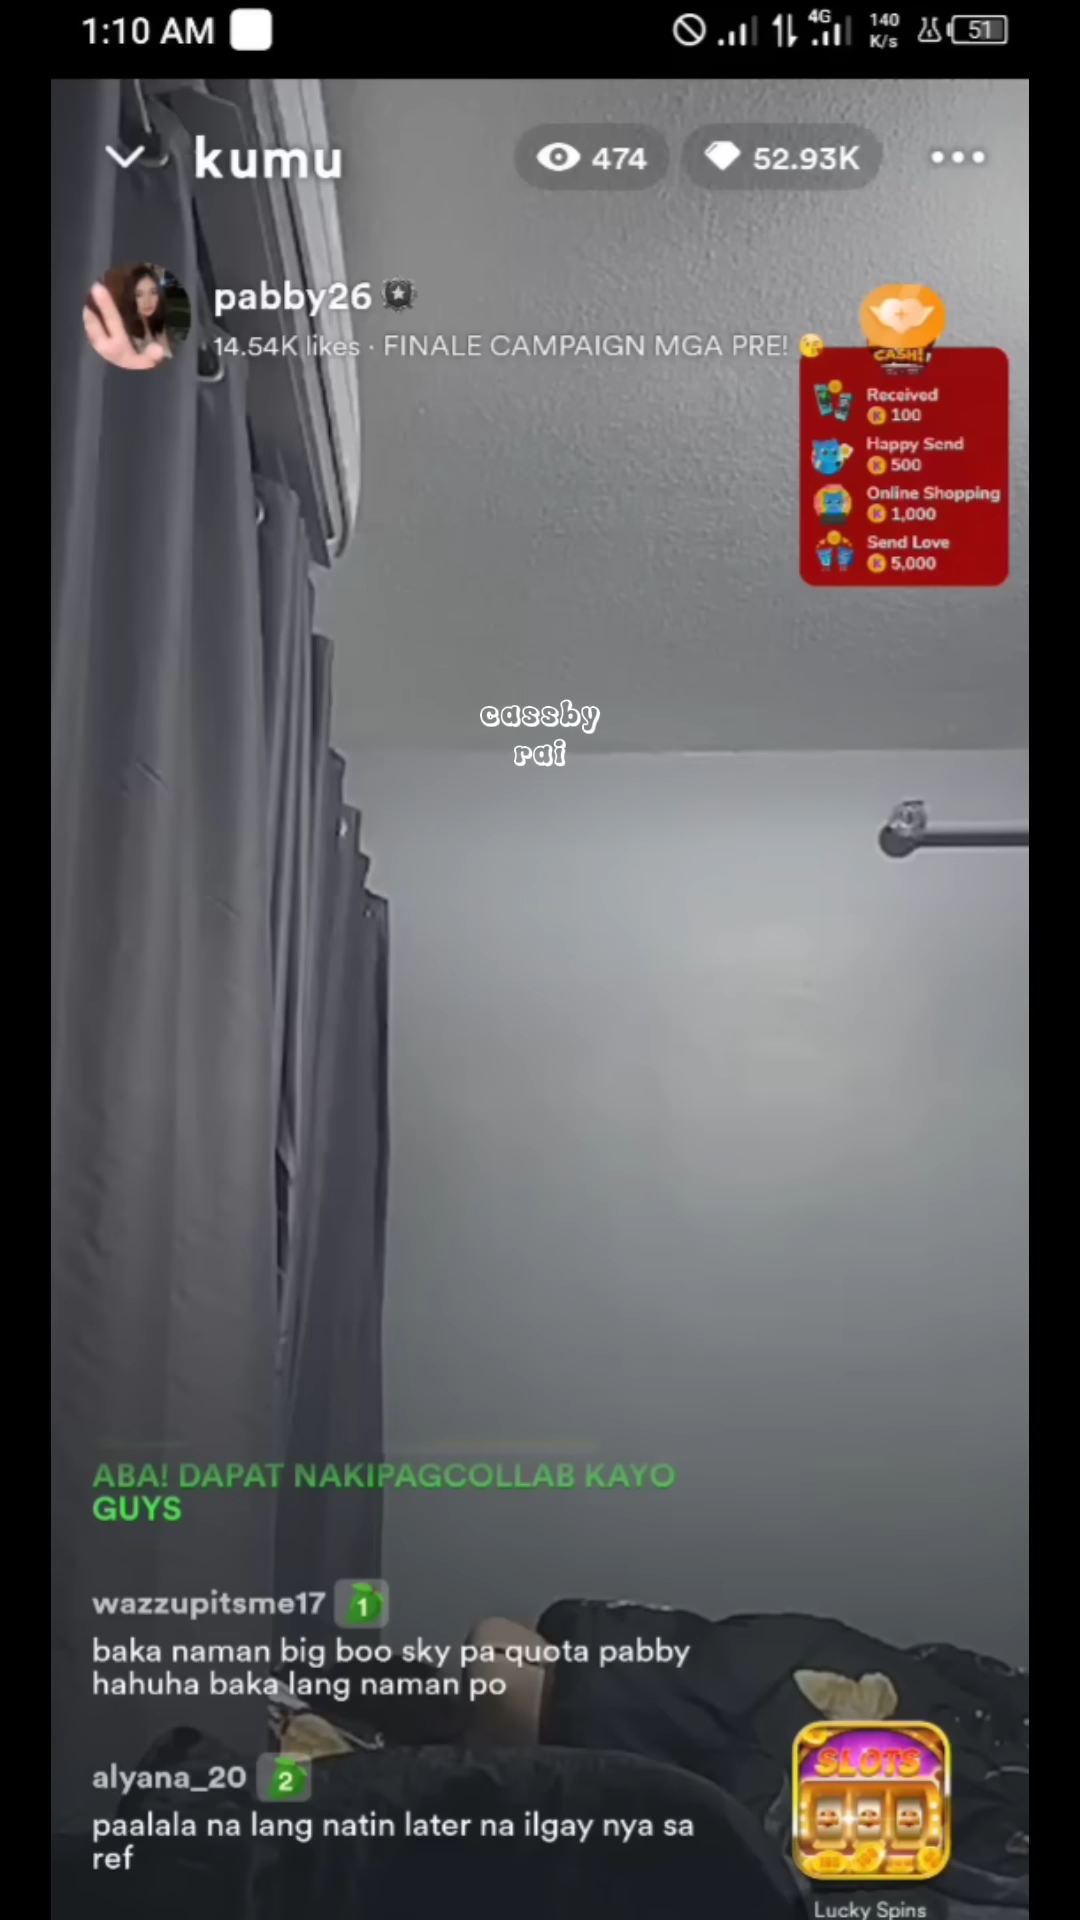 1:10 AM
4G
140
K/s
51
kumu
474
52.93K
pabby26
14.54K likes · FINALE CAMPAIGN MGA PRE! 😘
CASH!
Received
100
Happy Send
500
Online Shopping
1,000
Send Love
5,000
cassby
rai
ABA! DAPAT NAKIPAGCOLLAB KAYO
GUYS
wazzupitsme17 1
baka naman big boo sky pa quota pabby
hahuha baka lang naman po
alyana_20 2
paalala na lang natin later na ilgay nya sa
ref
SLOTS
Lucky Spins